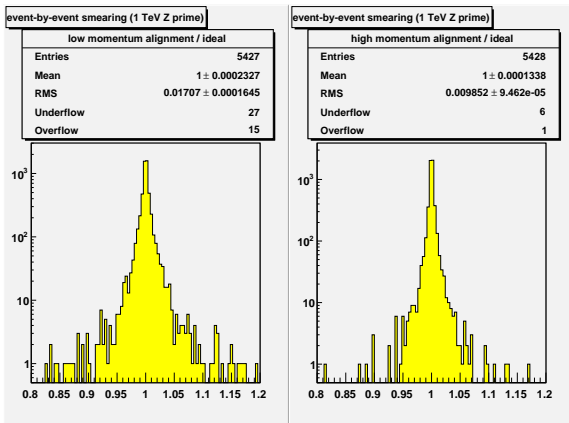 event-by-event smearing (1 TeV Z prime)
low momentum alignment / ideal
Entries 5427
Mean 1 ± 0.0002327
RMS 0.01707 ± 0.0001645
Underflow 27
Overflow 15
10³
10²
10
1
0.8 0.85 0.9 0.95 1 1.05 1.1 1.15 1.2
event-by-event smearing (1 TeV Z prime)
high momentum alignment / ideal
Entries 5428
Mean 1 ± 0.0001338
RMS 0.009852 ± 9.462e-05
Underflow 6
Overflow 1
10³
10²
10
1
0.8 0.85 0.9 0.95 1 1.05 1.1 1.15 1.2